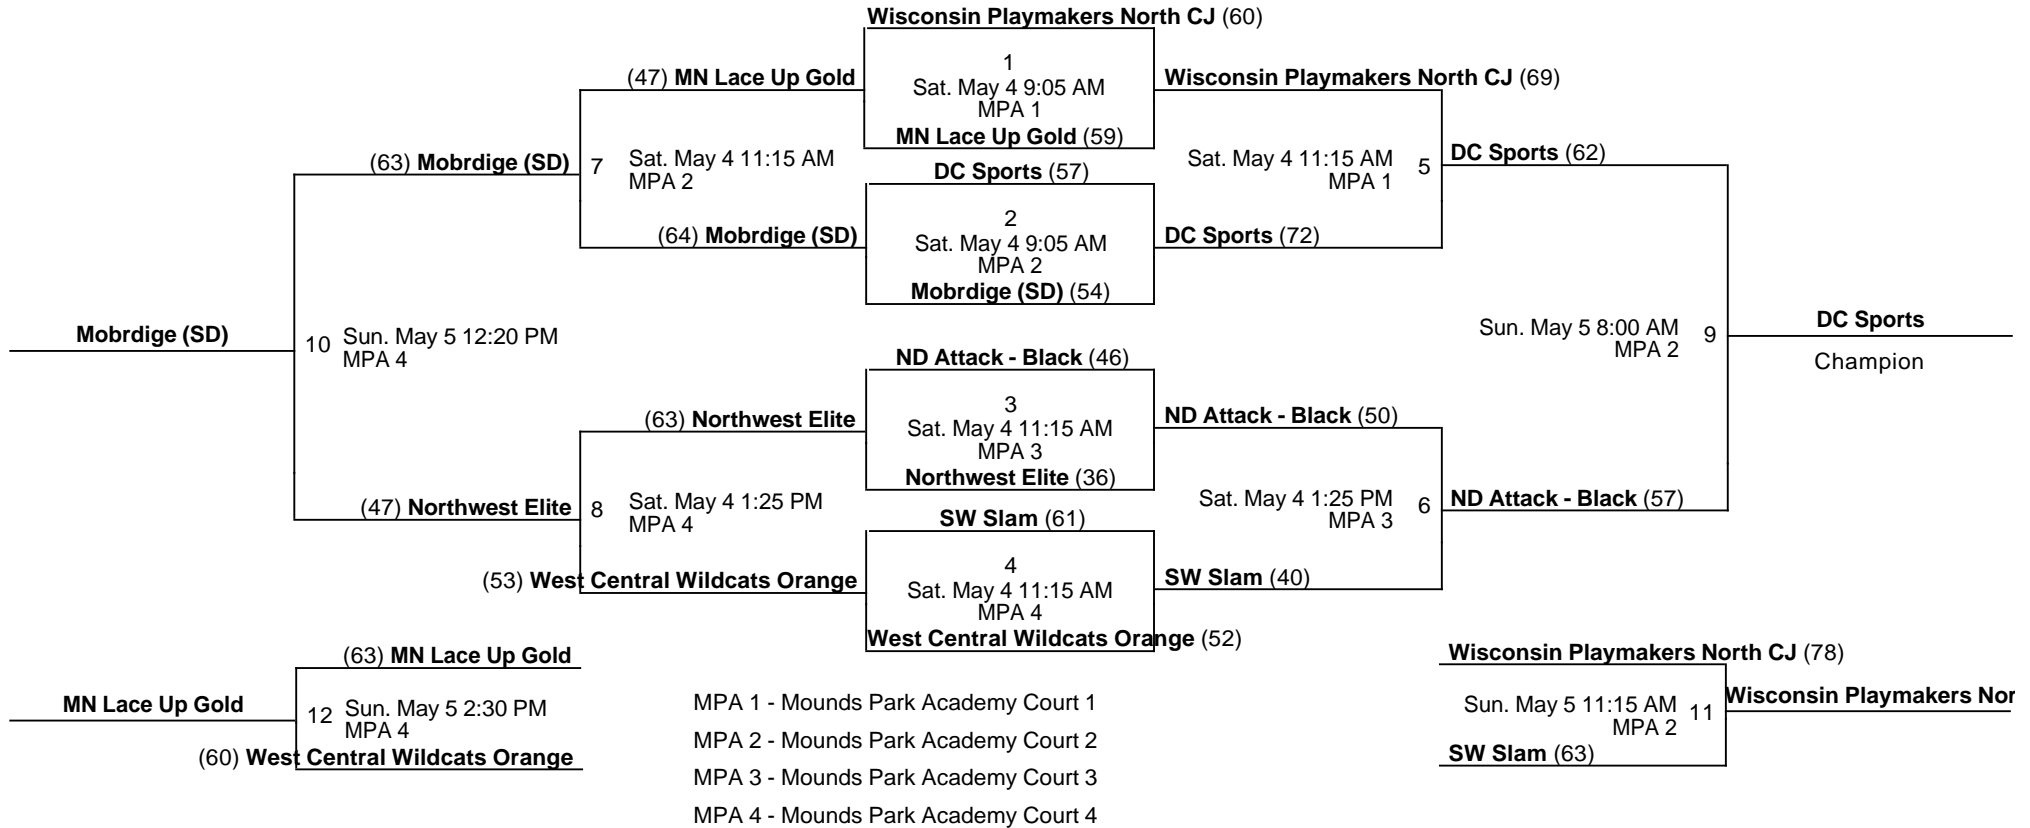 Wisconsin Playmakers North CJ (60)
1
Sat. May 4 9:05 AM
MPA 1
MN Lace Up Gold (59)
(47) MN Lace Up Gold
Wisconsin Playmakers North CJ (69)
(63) Mobrdige (SD)
7 Sat. May 4 11:15 AM
MPA 2
DC Sports (57)
2
Sat. May 4 9:05 AM
MPA 2
Mobrdige (SD) (54)
Sat. May 4 11:15 AM 5
MPA 1
DC Sports (62)
(64) Mobrdige (SD)
DC Sports (72)
Mobrdige (SD)
10 Sun. May 5 12:20 PM
MPA 4
Sun. May 5 8:00 AM 9
MPA 2
DC Sports
Champion
ND Attack - Black (46)
3
Sat. May 4 11:15 AM
MPA 3
Northwest Elite (36)
(63) Northwest Elite
ND Attack - Black (50)
(47) Northwest Elite
8 Sat. May 4 1:25 PM
MPA 4
SW Slam (61)
4
Sat. May 4 11:15 AM
MPA 4
West Central Wildcats Orange (52)
Sat. May 4 1:25 PM 6
MPA 3
ND Attack - Black (57)
(53) West Central Wildcats Orange
SW Slam (40)
(63) MN Lace Up Gold
MN Lace Up Gold
12 Sun. May 5 2:30 PM
MPA 4
(60) West Central Wildcats Orange
MPA 1 - Mounds Park Academy Court 1
MPA 2 - Mounds Park Academy Court 2
MPA 3 - Mounds Park Academy Court 3
MPA 4 - Mounds Park Academy Court 4
Wisconsin Playmakers North CJ (78)
Sun. May 5 11:15 AM 11
MPA 2
Wisconsin Playmakers Nor
SW Slam (63)